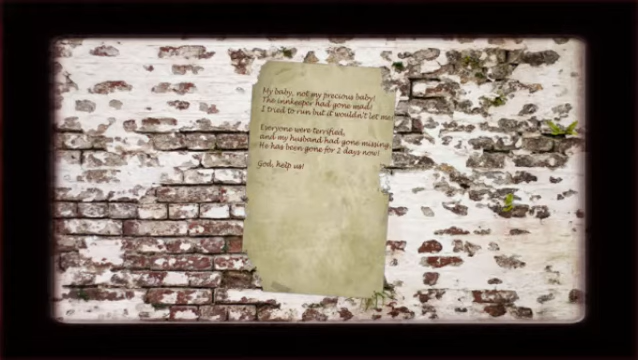 My baby, not my precious baby!
The innkeeper had gone mad!
I tried to run but it wouldn't let me!
Everyone were terrified,
and my husband had gone missing.
He has been gone for 2 days now!
God, help us!